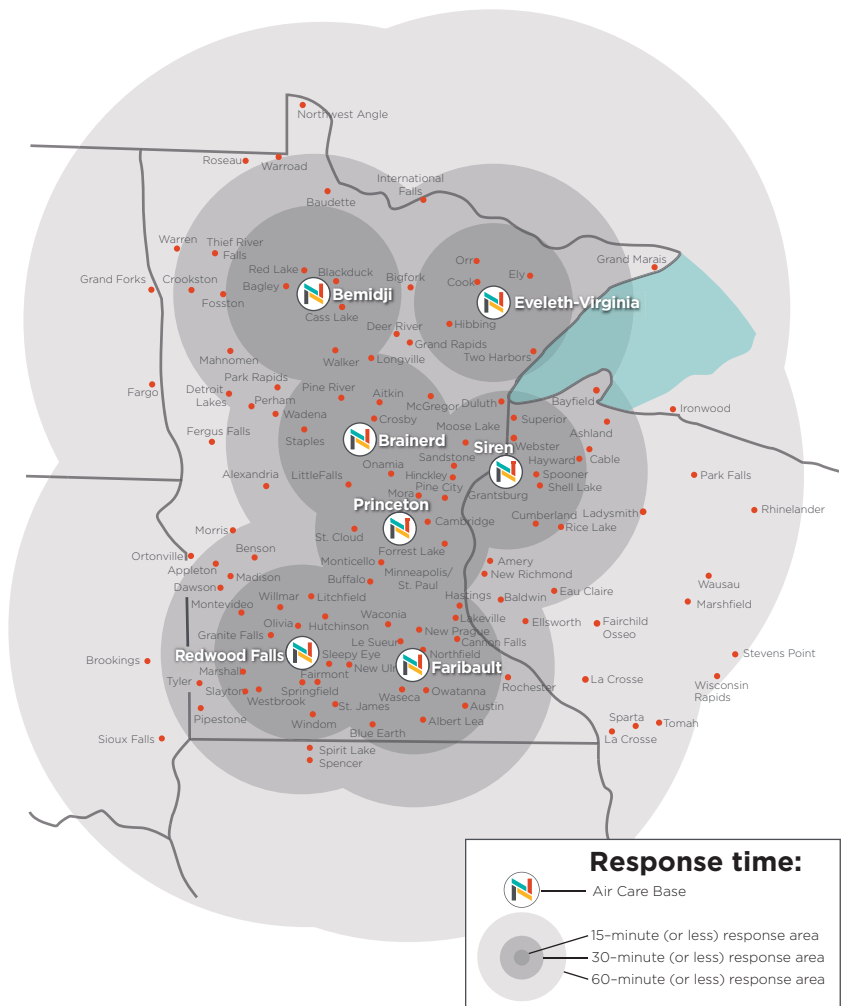 Northwest Angle
Roseau
Warroad
International
Falls
Baudette
Warren
Thief River
Falls
Orr
Grand Marais
Red Lake
Blackduck
Bigfork
Cook
Ely
Grand Forks
Crookston
Bagley
Bemidji
Eveleth-Virginia
Fosston
Cass Lake
Deer River
Hibbing
Grand Rapids
Mahnomen
Walker
Longville
Two Harbors
Park Rapids
Pine River
Aitkin
Fargo
Detroit
Lakes
Perham
McGregor
Duluth
Bayfield
Wadena
Crosby
Superior
Ironwood
Fergus Falls
Staples
Brainerd
Moose Lake
Siren
Webster
Ashland
Sandstone
Hayward
Cable
Alexandria
LittleFalls
Onamia
Hinckley
Spooner
Park Falls
Pine City
Shell Lake
Mora
Grantsburg
Princeton
Rhinelander
Cumberland
Ladysmith
Cambridge
Rice Lake
Morris
St. Cloud
Benson
Forrest Lake
Ortonville
Monticello
Amery
Appleton
Minneapolis/
St. Paul
New Richmond
Madison
Buffalo
Wausau
Dawson
Willmar
Litchfield
Hastings
Baldwin
Eau Claire
Montevideo
Marshfield
Waconia
Lakeville
Olivia
Hutchinson
Ellsworth
Fairchild
Osseo
Granite Falls
New Prague
Le Sueur
Cannon Falls
Redwood Falls
Sleepy Eye
Northfield
Stevens Point
Brookings
New Ulm
Faribault
Marshall
Fairmont
Tyler
Rochester
La Crosse
Wisconsin
Rapids
Slayton
Springfield
Waseca
Owatanna
Westbrook
St. James
Austin
Pipestone
Windom
Albert Lea
Sparta
Tomah
Blue Earth
La Crosse
Sioux Falls
Spirit Lake
Spencer
Response time:
Air Care Base
15–minute (or less) response area
30–minute (or less) response area
60–minute (or less) response area